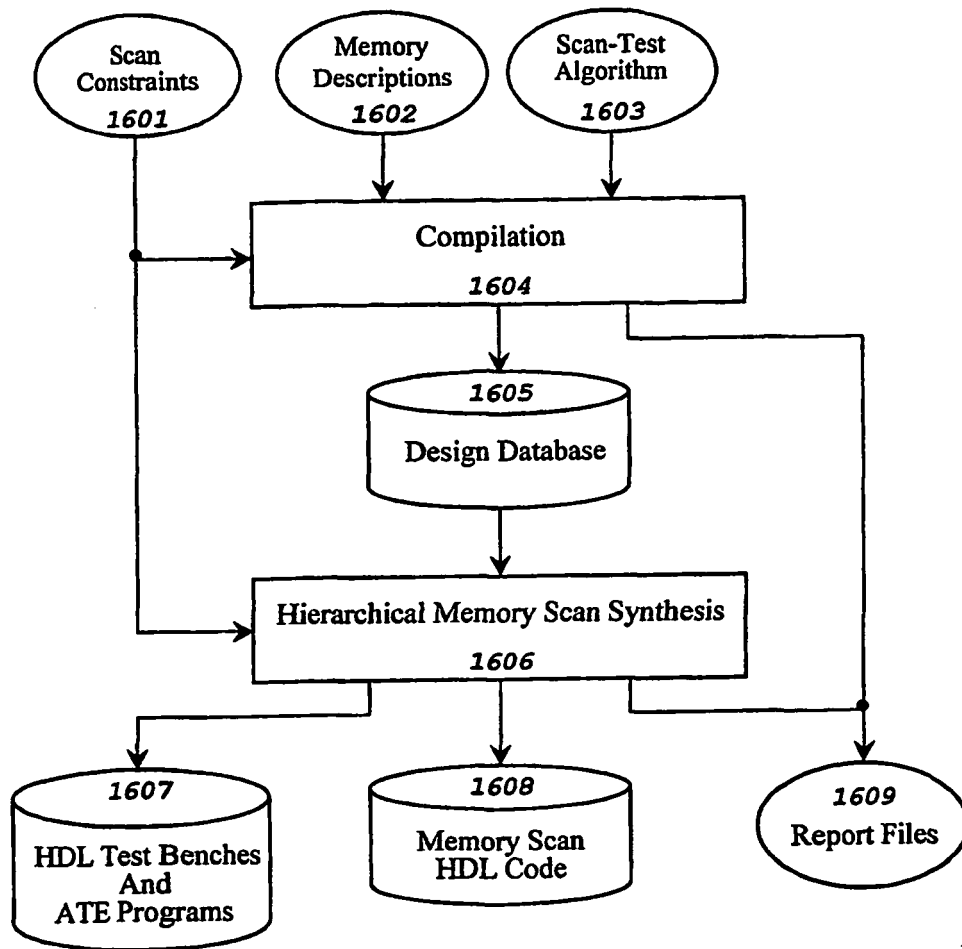 Scan
Constraints
1601
Memory
Descriptions
1602
Scan-Test
Algorithm
1603
Compilation
1604
1605
Design Database
Hierarchical Memory Scan Synthesis
1606
1607
HDL Test Benches
And
ATE Programs
1608
Memory Scan
HDL Code
1609
Report Files